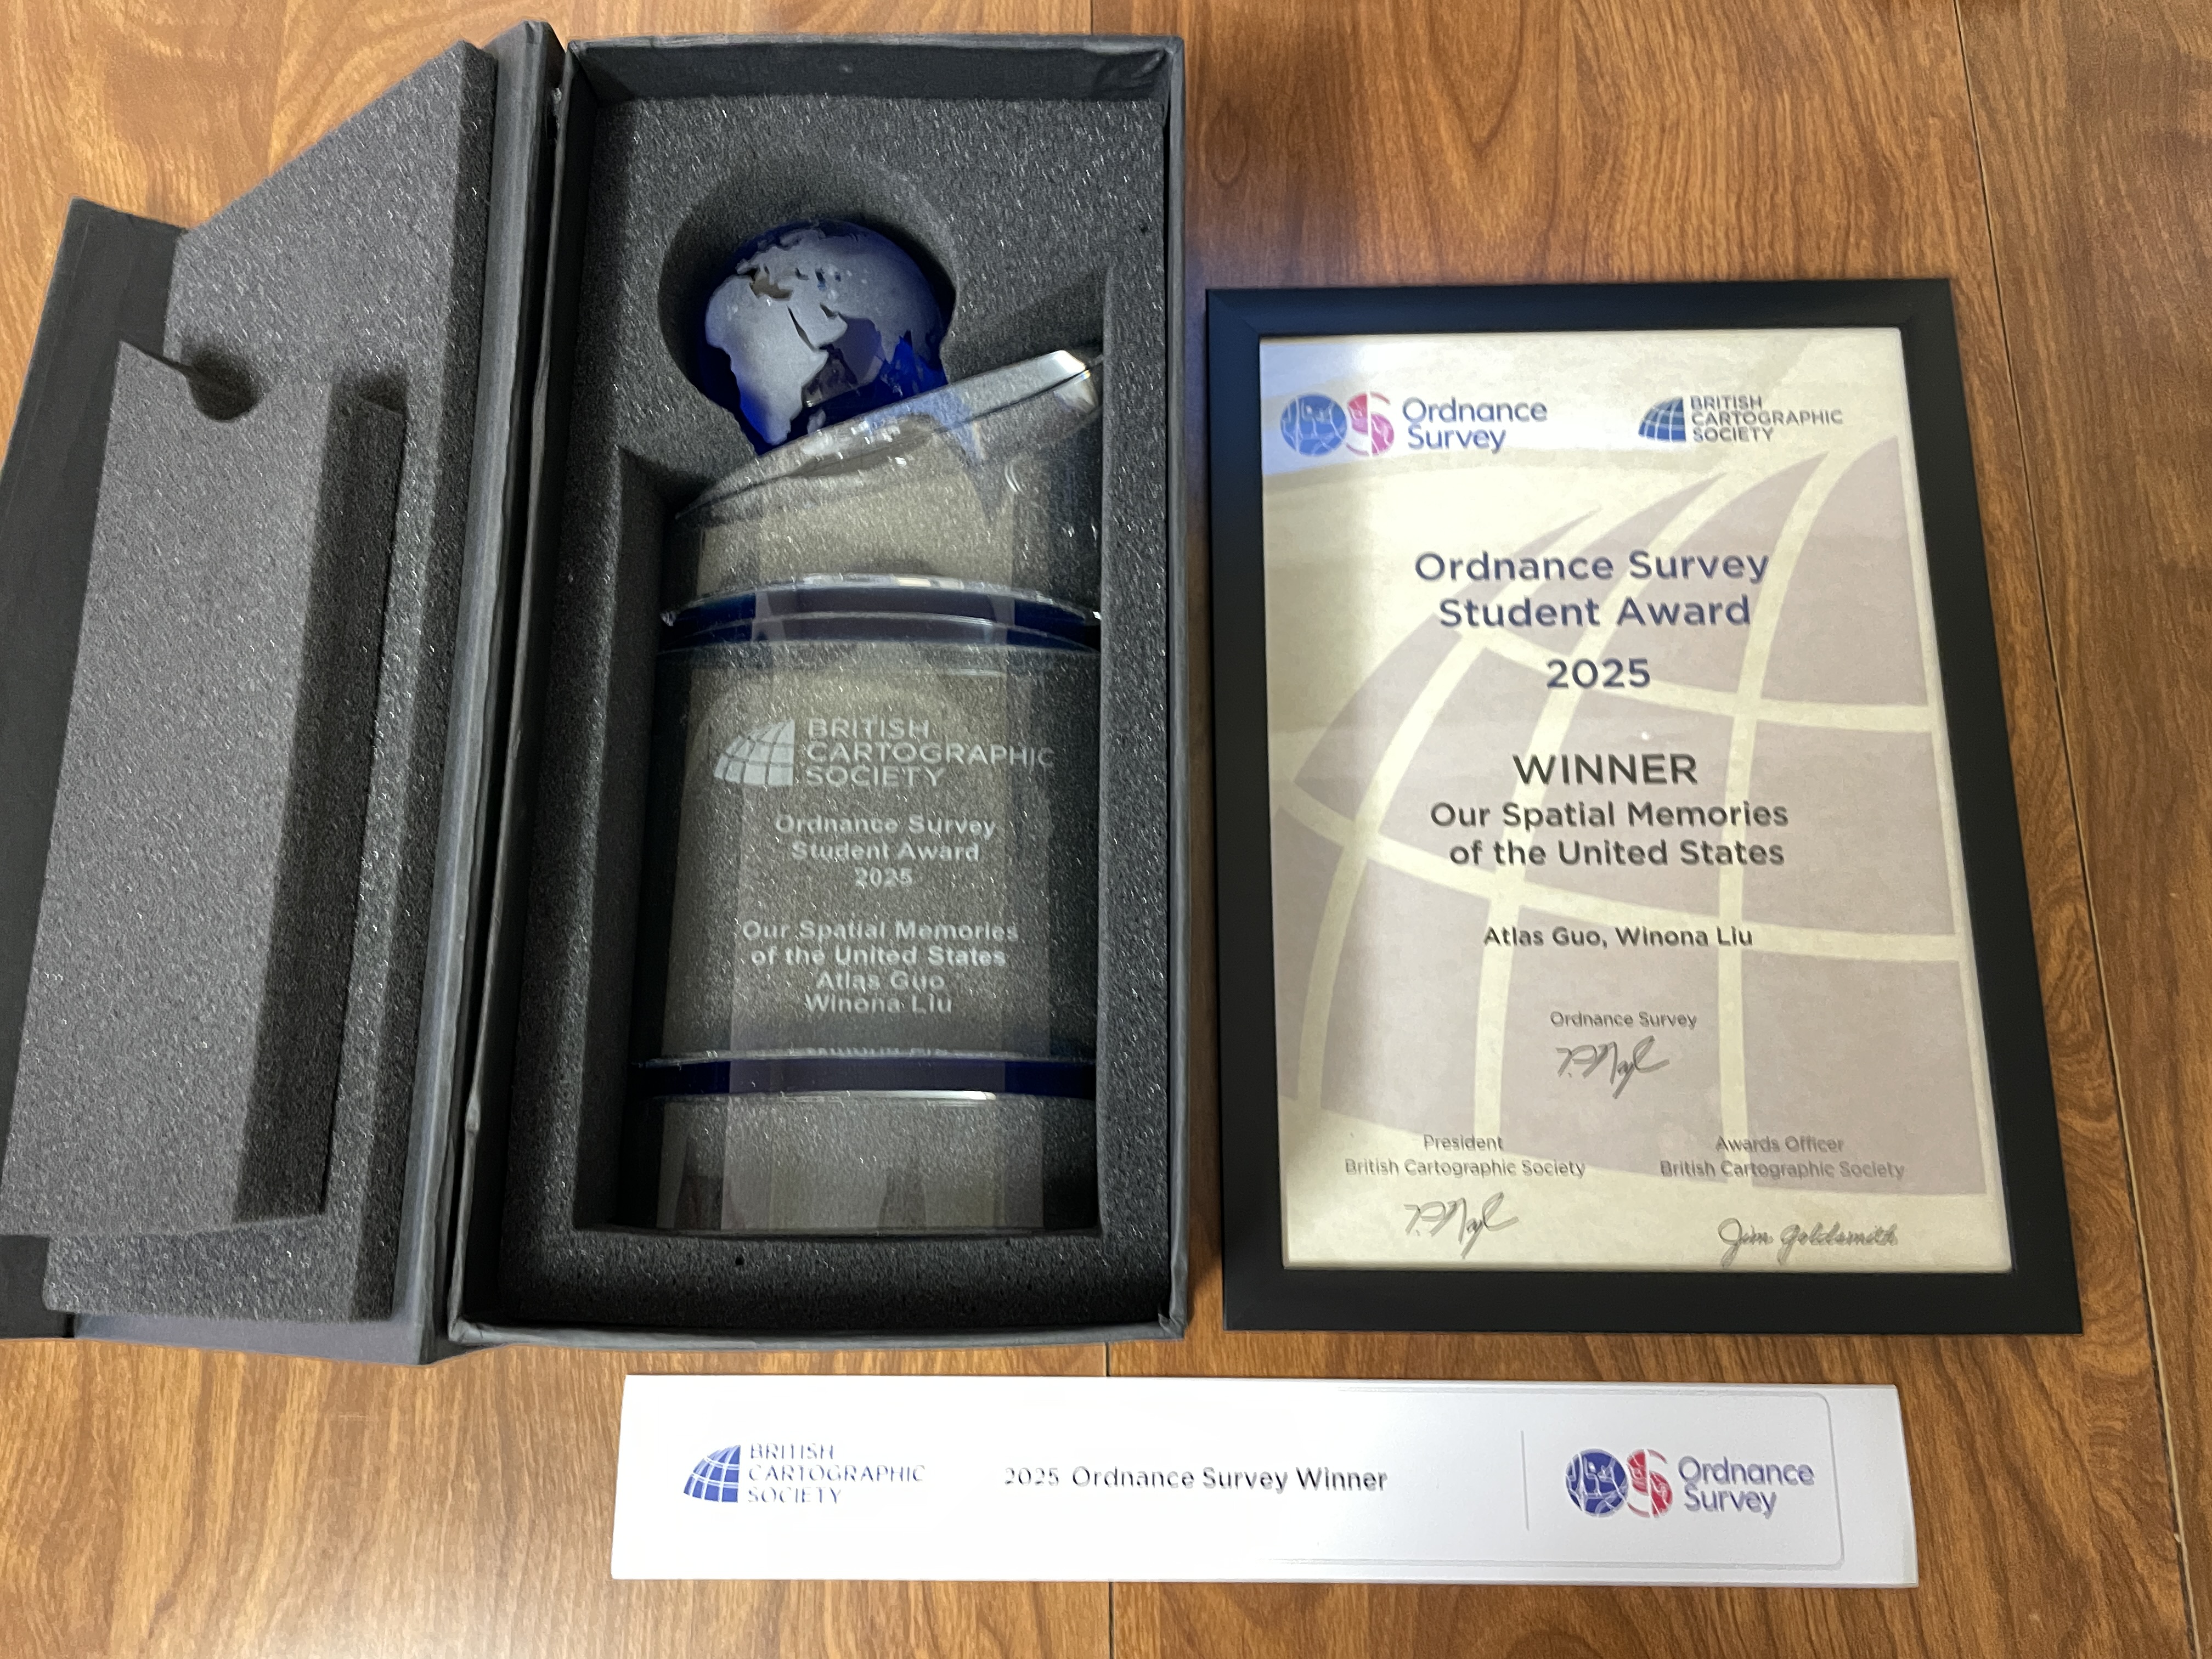 BRITISH
CARTOGRAPHIC
SOCIETY
Ordnance Survey
Student Award
2025
Our Spatial Memories
of the United States
Atlas Guo
Winona Liu
Ordnance
Survey
BRITISH
CARTOGRAPHIC
SOCIETY
Ordnance Survey
Student Award
2025
WINNER
Our Spatial Memories
of the United States
Atlas Guo, Winona Liu
Ordnance Survey
President
British Cartographic Society
Awards Officer
British Cartographic Society
Jim Goldsmith
BRITISH
CARTOGRAPHIC
SOCIETY
2025 Ordnance Survey Winner
Ordnance
Survey